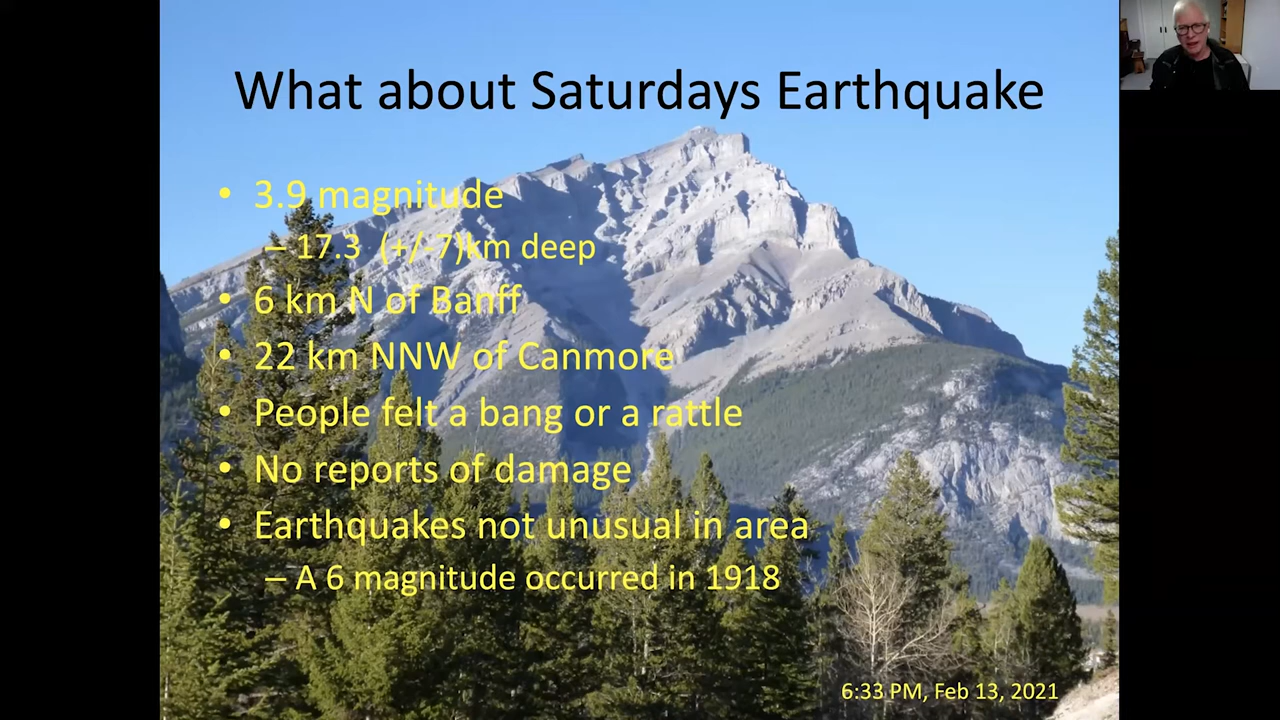 What about Saturdays Earthquake
• 3.9 magnitude
– 17.3 (+/-7)km deep
• 6 km N of Banff
• 22 km NNW of Canmore
• People felt a bang or a rattle
• No reports of damage
• Earthquakes not unusual in area
– A 6 magnitude occurred in 1918
6:33 PM, Feb 13, 2021